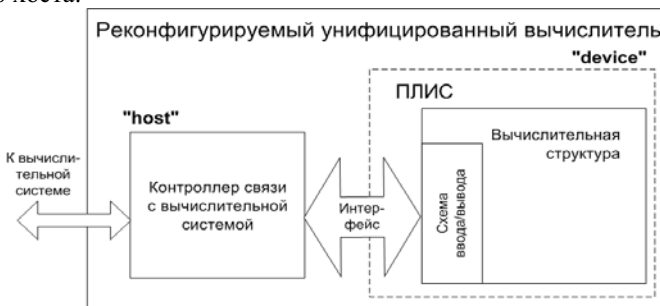 хоста.
Реконфигурируемый унифицированный вычислитель
"device"
ПЛИС
"host"
Вычислительная
структура
К вычисли-
тельной
системе
Контроллер связи
с вычислительной
системой
Интер-
фейс
Схема
ввода/вывода